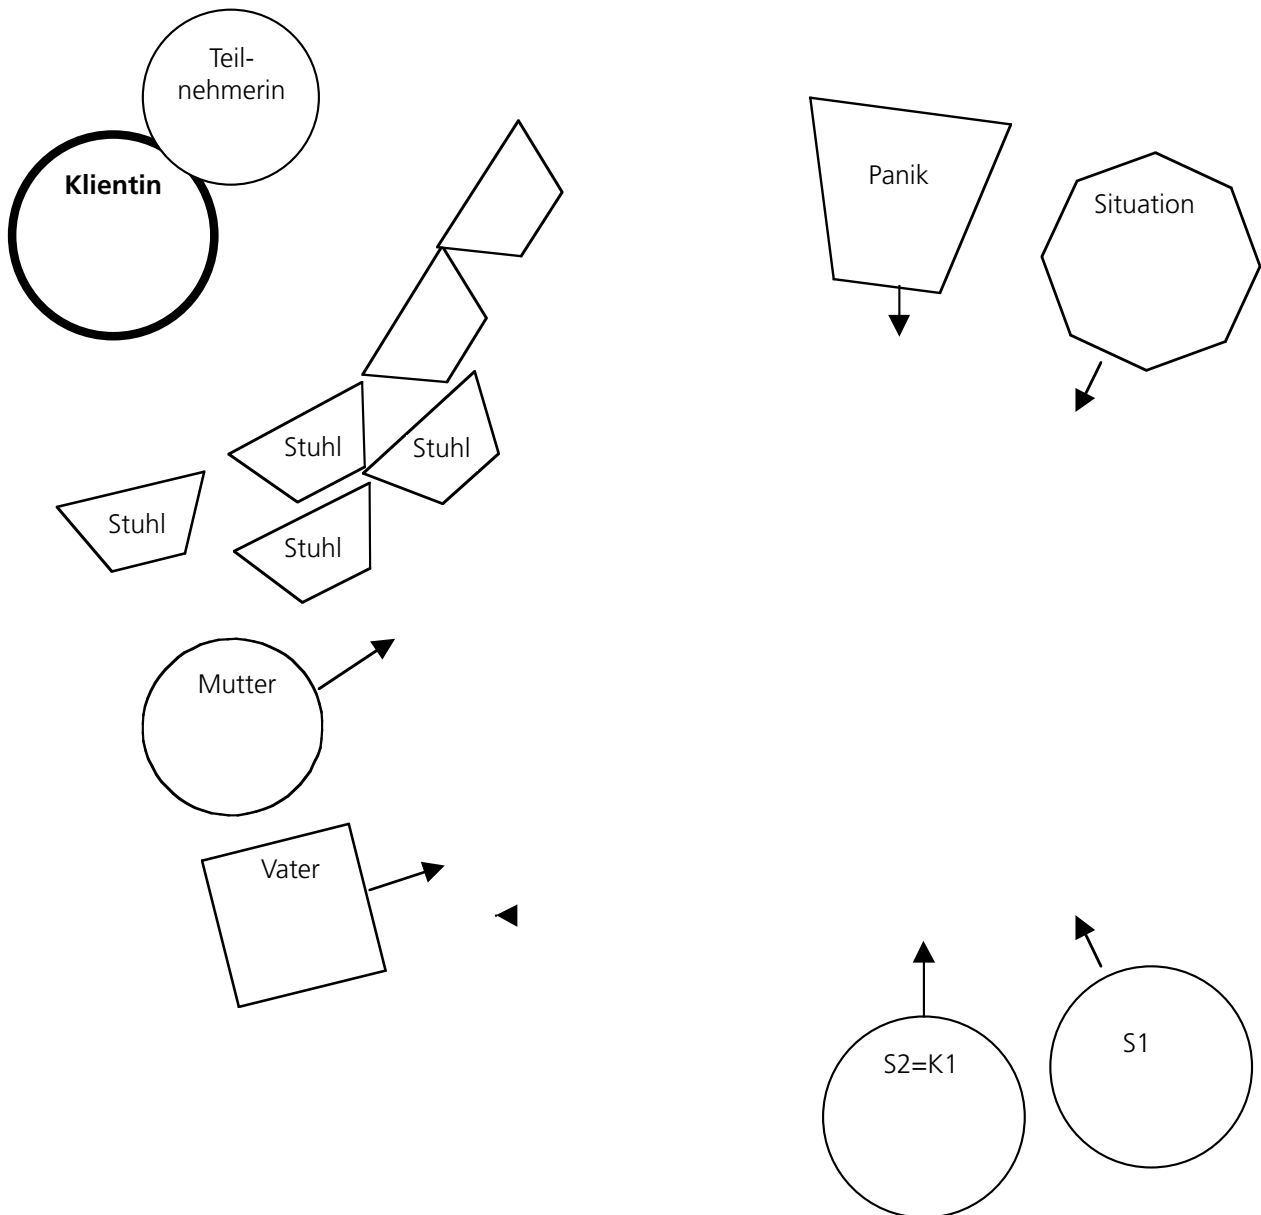 Teil-
nehmerin
Klientin
Panik
Situation
Stuhl
Stuhl
Stuhl
Stuhl
Mutter
Vater
S2=K1
S1